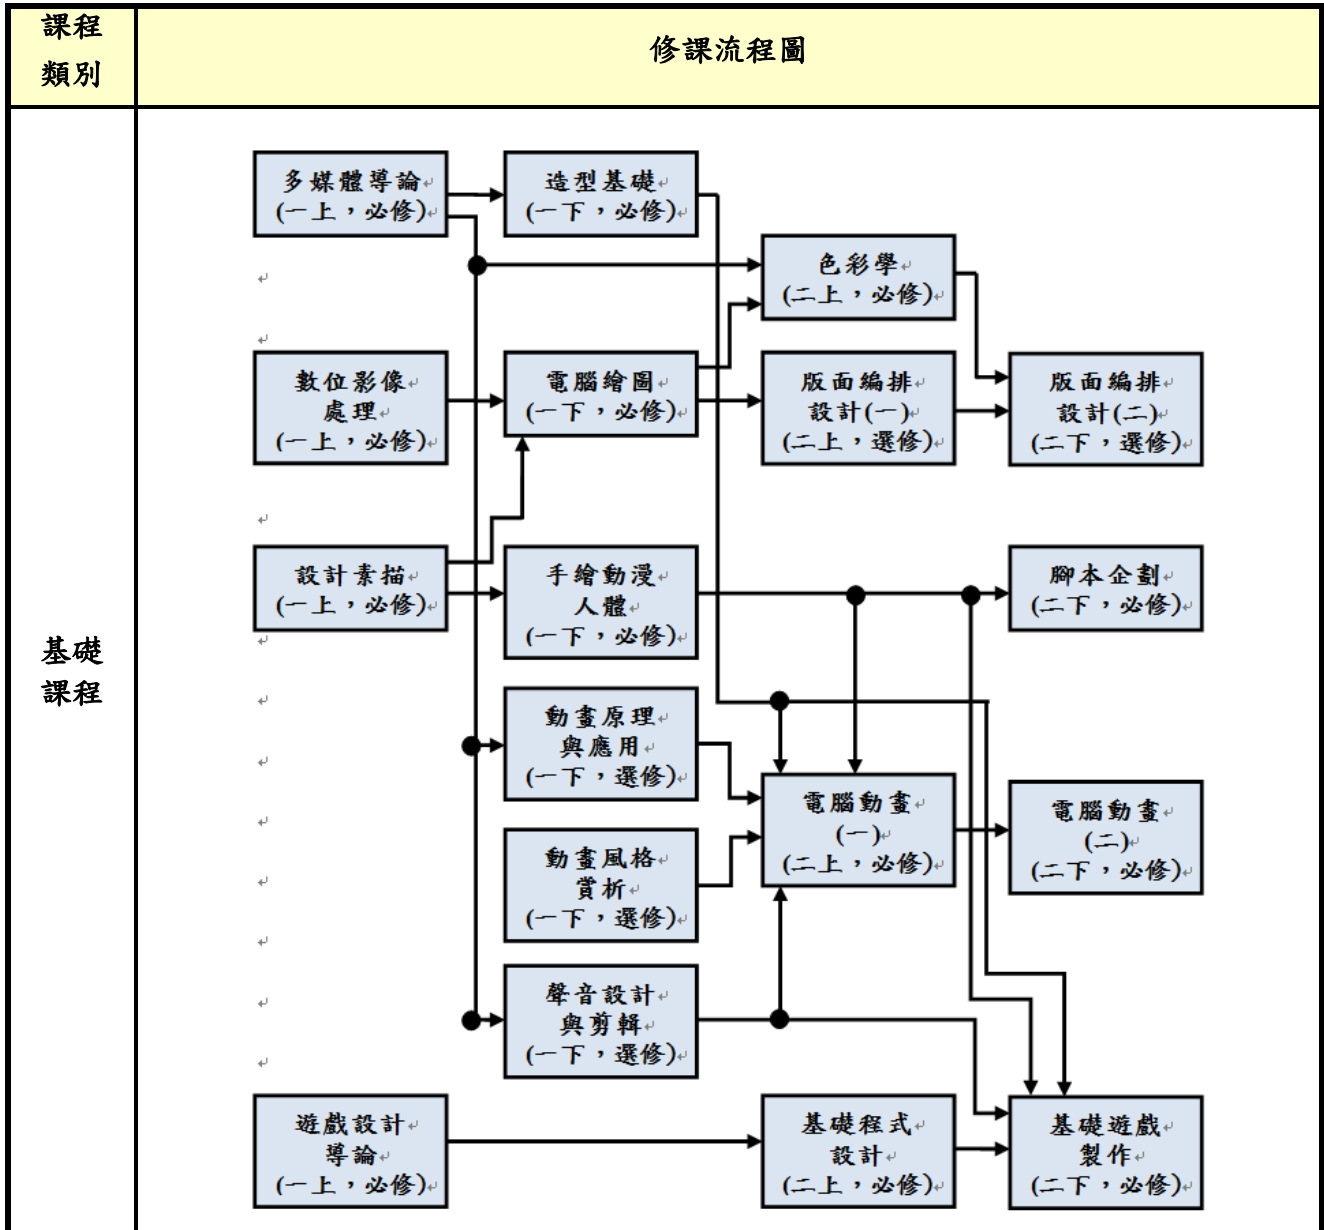 課程
類別
修課流程圖
基礎
課程
多媒體導論
(一上，必修)
造型基礎
(一下，必修)
色彩學
(二上，必修)
數位影像
處理
(一上，必修)
電腦繪圖
(一下，必修)
版面編排
設計(一)
(二上，選修)
版面編排
設計(二)
(二下，選修)
設計素描
(一上，必修)
手繪動漫
人體
(一下，必修)
腳本企劃
(二下，必修)
動畫原理
與應用
(一下，選修)
電腦動畫
(一)
(二上，必修)
電腦動畫
(二)
(二下，必修)
動畫風格
賞析
(一下，選修)
聲音設計
與剪輯
(一下，選修)
遊戲設計
導論
(一上，必修)
基礎程式
設計
(二上，必修)
基礎遊戲
製作
(二下，必修)